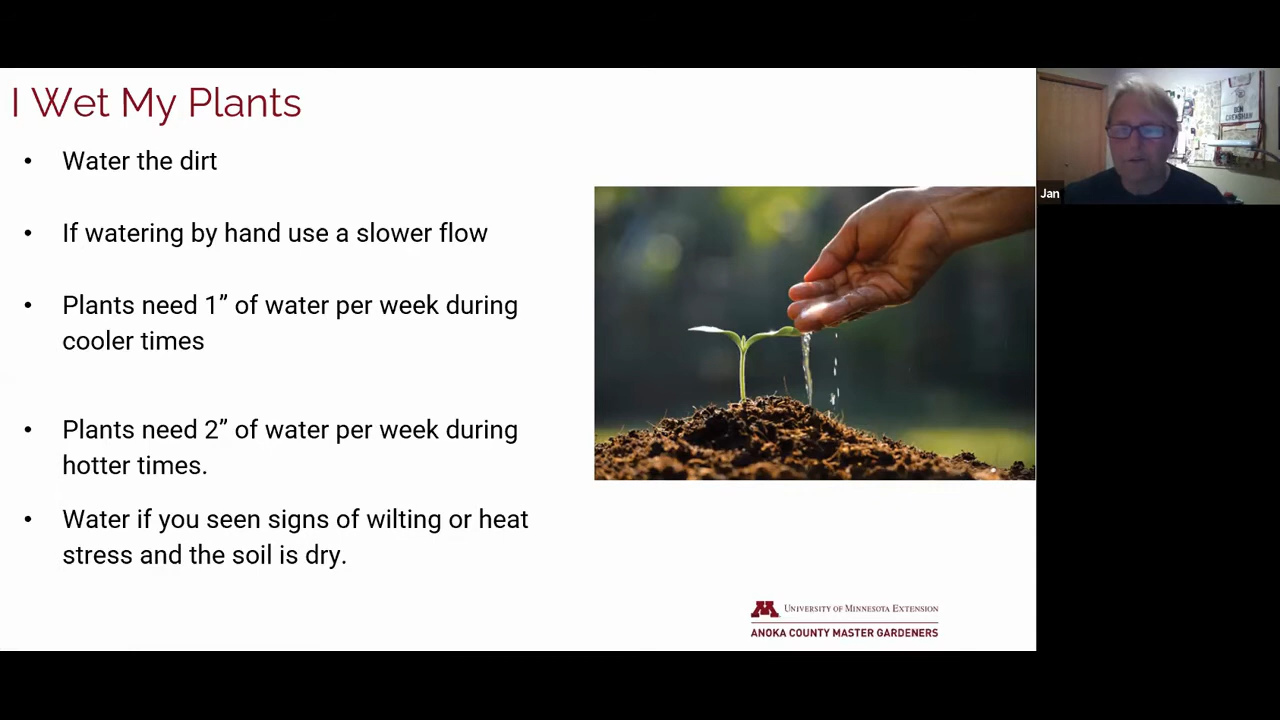 I Wet My Plants
• Water the dirt
• If watering by hand use a slower flow
• Plants need 1” of water per week during
cooler times
• Plants need 2” of water per week during
hotter times.
• Water if you seen signs of wilting or heat
stress and the soil is dry.
UNIVERSITY OF MINNESOTA EXTENSION
ANOKA COUNTY MASTER GARDENERS
Jan